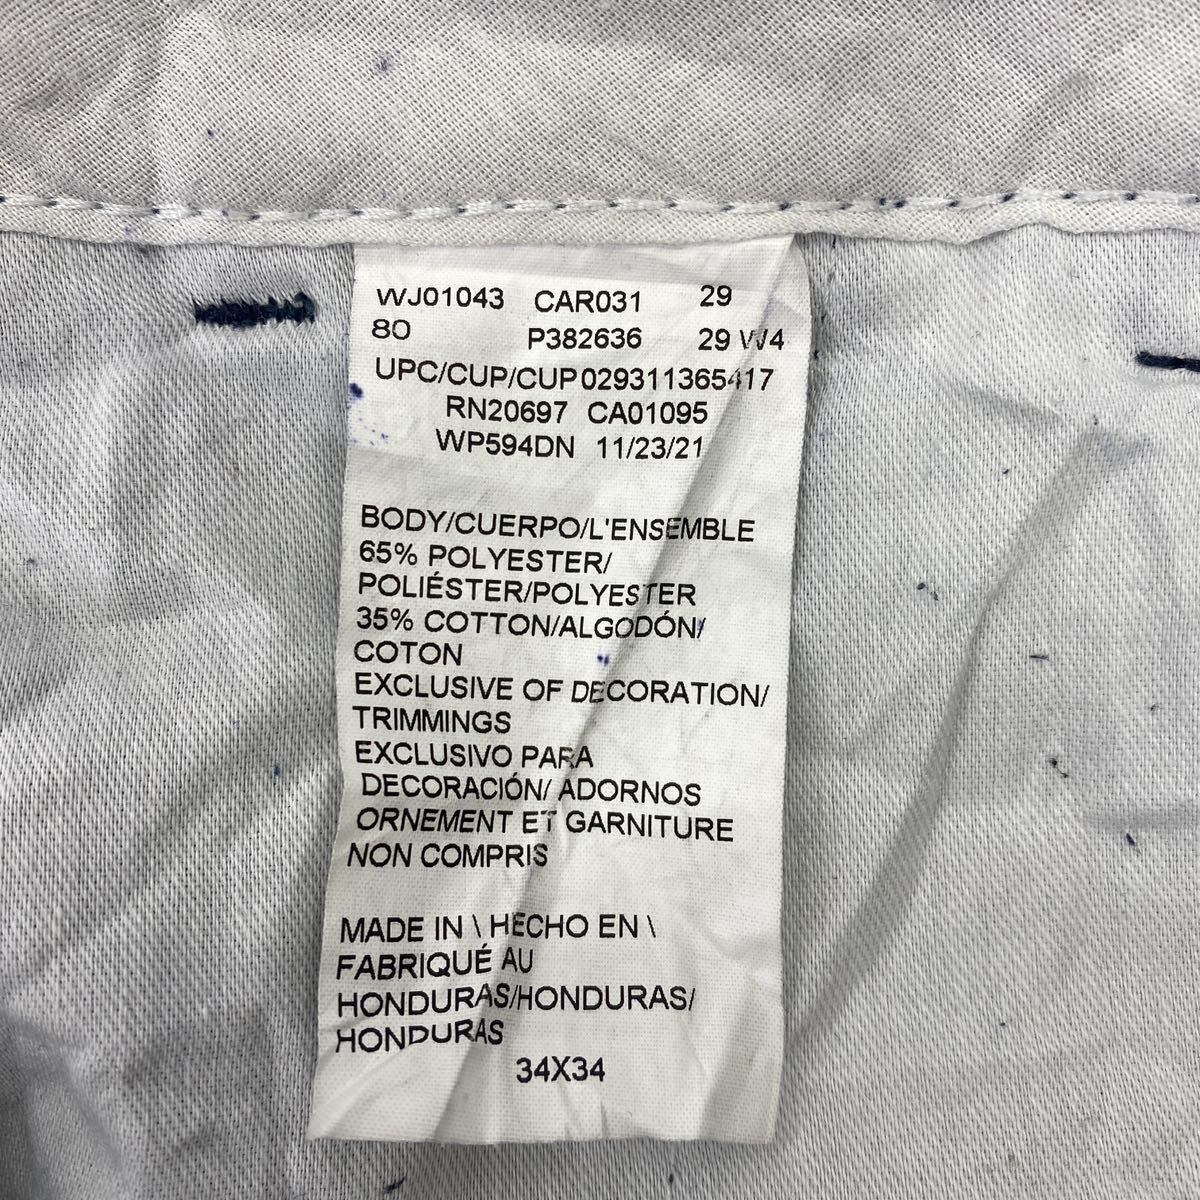 WJ01043 CAR031 29
80 P382636 29 W4
UPC/CUP/CUP 029311365417
RN20697 CA01095
WP594DN 11/23/21
BODY/CUERPO/L'ENSEMBLE
65% POLYESTER/
POLIÉSTER/POLYESTER
35% COTTON/ALGODÓN/
COTON
EXCLUSIVE OF DECORATION/
TRIMMINGS
EXCLUSIVO PARA
DECORACIÓN/ ADORNOS
ORNEMENT ET GARNITURE
NON COMPRIS
MADE IN \ HECHO EN \
FABRIQUÉ AU
HONDURAS/HONDURAS/
HONDURAS
34X34